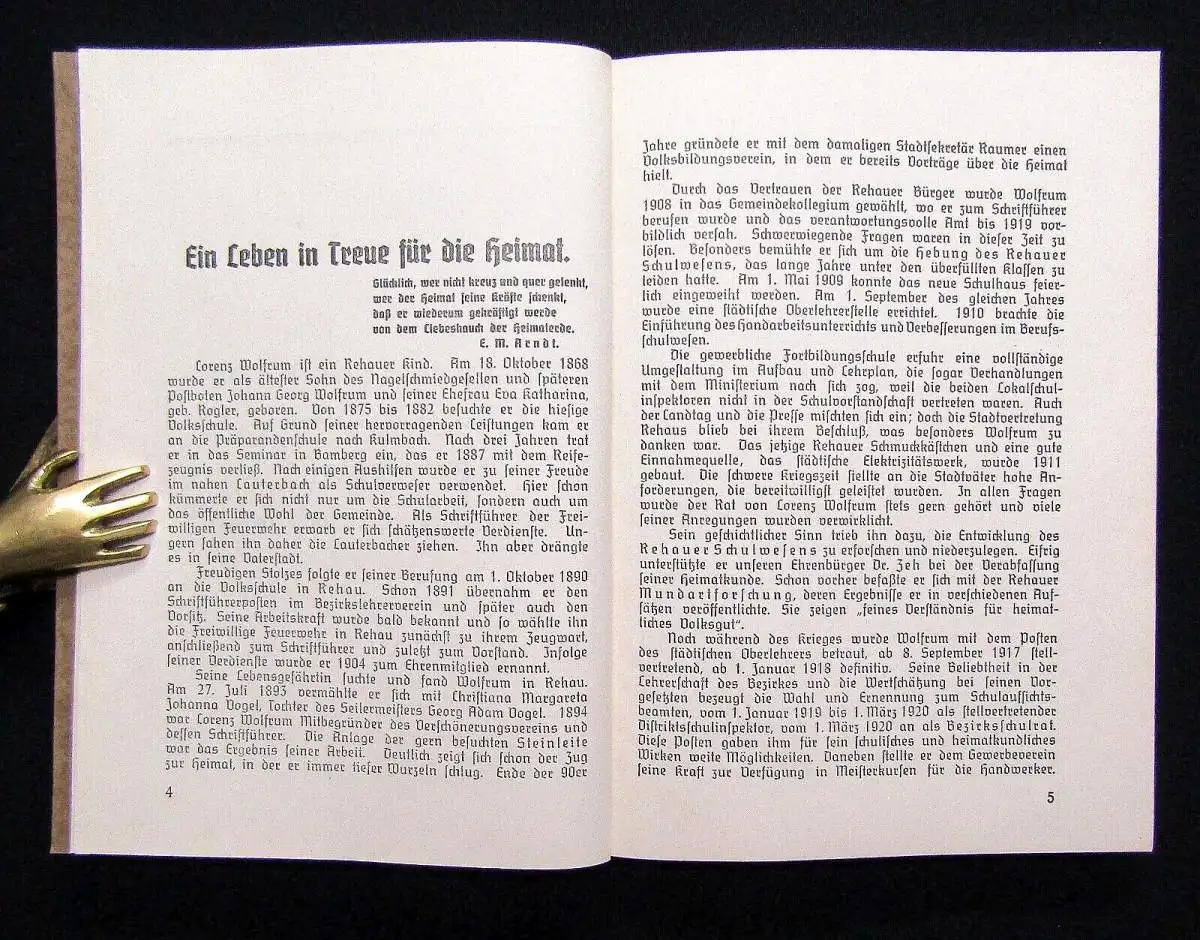 Ein Leben in Treue für die Heimat.
Glücklich, wer nicht kreuz und quer gelenkt,
wer der Heimat seine Kräfte schenkt,
daß er wiederum gekräftigt werde
von dem Liebeshauch der Heimaterde.
E. M. Arndt.
Lorenz Wolfrum ist ein Rehauer Kind. Am 18. Oktober 1868
wurde er als ältester Sohn des Nagelschmiedgesellen und späteren
Postboten Johann Georg Wolfrum und seiner Ehefrau Eva Katharina,
geb. Rogler, geboren. Von 1875 bis 1882 besuchte er die hiesige
Volksschule. Auf Grund seiner hervorragenden Leistungen kam er
an die Präparandenschule nach Kulmbach. Nach drei Jahren trat
er in das Seminar in Bamberg ein, das er 1887 mit dem Reife-
zeugnis verließ. Nach einigen Aushilfen wurde er zu seiner Freude
im nahen Lauterbach als Schulverweser verwendet. Hier schon
kümmerte er sich nicht nur um die Schularbeit, sondern auch um
das öffentliche Wohl der Gemeinde. Als Schriftführer der Frei-
willigen Feuerwehr erwarb er sich schätzenswerte Verdienste. Un-
gern sahen ihn daher die Lauterbacher ziehen. Ihn aber drängte
es in seine Vaterstadt.
Freudigen Stolzes folgte er seiner Berufung am 1. Oktober 1890
an die Volksschule in Rehau. Schon 1891 übernahm er den
Schriftführerposten im Bezirkslehrerverein und später auch den
Vorsitz. Seine Arbeitskraft wurde bald bekannt und so wählte ihn
die Freiwillige Feuerwehr in Rehau zunächst zu ihrem Zeugwart,
anschließend zum Schriftführer und zuletzt zum Vorstand. Infolge
seiner Verdienste wurde er 1904 zum Ehrenmitglied ernannt.
Seine Lebensgefährtin suchte und fand Wolfrum in Rehau.
Am 27. Juli 1893 vermählte er sich mit Christiana Margareta
Johanna Vogel, Tochter des Seilermeisters Georg Adam Vogel. 1894
war Lorenz Wolfrum Mitbegründer des Verschönerungsvereins und
dessen Schriftführer. Die Anlage der gern besuchten Steinleite
war das Ergebnis seiner Arbeit. Deutlich zeigt sich schon der Zug
zur Heimat, in der er immer tiefer Wurzeln schlug. Ende der 90er
4
Jahre gründete er mit dem damaligen Stadtsekretär Raumer einen
Volksbildungsverein, in dem er bereits Vorträge über die Heimat
hielt.
Durch das Vertrauen der Rehauer Bürger wurde Wolfrum
1908 in das Gemeindekollegium gewählt, wo er zum Schriftführer
berufen wurde und das verantwortungsvolle Amt bis 1919 vor-
bildlich versah. Schwerwiegende Fragen waren in dieser Zeit zu
lösen. Besonders bemühte er sich um die Hebung des Rehauer
Schulwesens, das lange Jahre unter den überfüllten Klassen zu
leiden hatte. Am 1. Mai 1909 konnte das neue Schulhaus feier-
lich eingeweiht werden. Am 1. September des gleichen Jahres
wurde eine städtische Oberlehrerstelle errichtet. 1910 brachte die
Einführung des Handarbeitsunterrichts und Verbesserungen im Berufs-
schulwesen.
Die gewerbliche Fortbildungsschule erfuhr eine vollständige
Umgestaltung im Aufbau und Lehrplan, die sogar Verhandlungen
mit dem Ministerium nach sich zog, weil die beiden Lokalschul-
inspektoren nicht in der Schulvorstandschaft vertreten waren. Auch
der Landtag und die Presse mischten sich ein; doch die Stadtvertretung
Rehaus blieb bei ihrem Beschluß, was besonders Wolfrum zu
danken war. Das jetzige Rehauer Schmuckkästchen und eine gute
Einnahmequelle, das städtische Elektrizitätswerk, wurde 1911
gebaut. Die schwere Kriegszeit stellte an die Stadtväter hohe An-
forderungen, die bereitwilligst geleistet wurden. In allen Fragen
wurde der Rat von Lorenz Wolfrum stets gern gehört und viele
seiner Anregungen wurden verwirklicht.
Sein geschichtlicher Sinn trieb ihn dazu, die Entwicklung des
Rehauer Schulwesens zu erforschen und niederzulegen. Eifrig
unterstützte er unseren Ehrenbürger Dr. Zeh bei der Verabfassung
seiner Heimatkunde. Schon vorher befaßte er sich mit der Rehauer
Mundartforschung, deren Ergebnisse er in verschiedenen Auf-
sätzen veröffentlichte. Sie zeigen „feines Verständnis für heimat-
liches Volksgut“.
Noch während des Krieges wurde Wolfrum mit dem Posten
des städtischen Oberlehrers betraut, ab 8. September 1917 stell-
vertretend, ab 1. Januar 1918 definitiv. Seine Beliebtheit in der
Lehrerschaft des Bezirkes und die Wertschätzung bei seinen Vor-
gesetzten bezeugt die Wahl und Ernennung zum Schulaufsichts-
beamten, vom 1. Januar 1919 bis 1. März 1920 als stellvertretender
Distriktsschulinspektor, vom 1. März 1920 an als Bezirksschulrat.
Diese Posten gaben ihm für sein schulisches und heimatkundliches
Wirken weite Möglichkeiten. Daneben stellte er dem Gewerbeverein
seine Kraft zur Verfügung in Meisterkursen für die Handwerker.
5